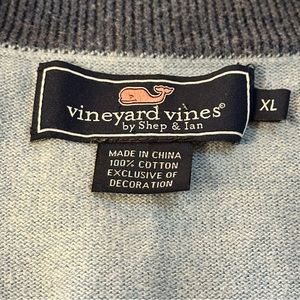 vineyard vines®
by Shep & Ian
XL
MADE IN CHINA
100% COTTON
EXCLUSIVE OF
DECORATION